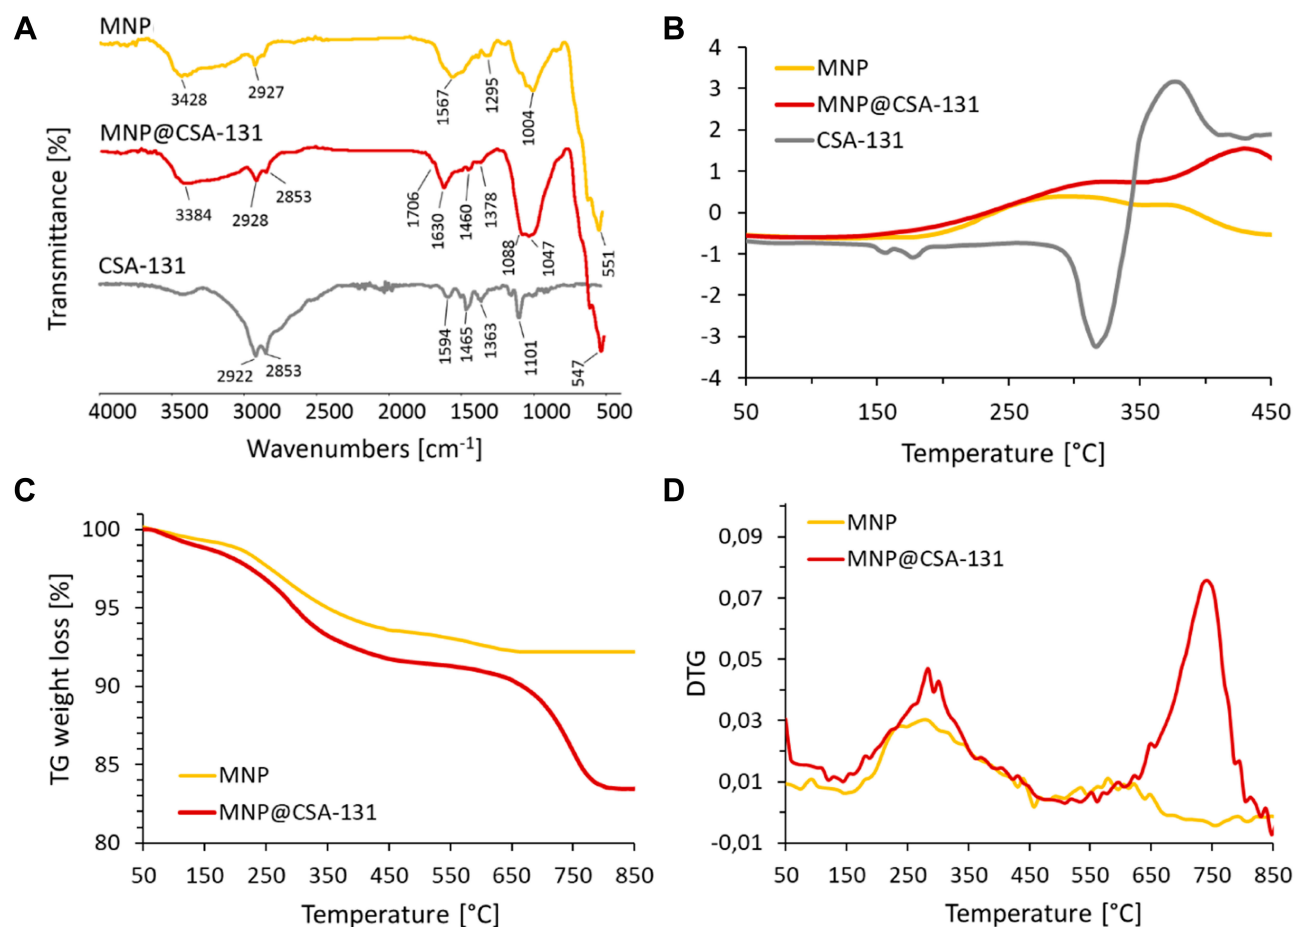 A
MNP
3428
2927
1567
1295
1004
MNP@CSA-131
3384
2928
2853
1706
1630
1460
1378
1088
1047
551
CSA-131
2922
2853
1594
1465
1363
1101
547
Transmittance [%]
4000 3500 3000 2500 2000 1500 1000 500
Wavenumbers [cm-1]
B
MNP
MNP@CSA-131
CSA-131
4
3
2
1
0
-1
-2
-3
-4
50 150 250 350 450
Temperature [°C]
C
TG weight loss [%]
100
95
90
85
80
MNP
MNP@CSA-131
50 150 250 350 450 550 650 750 850
Temperature [°C]
D
MNP
MNP@CSA-131
DTG
0,09
0,07
0,05
0,03
0,01
-0,01
50 150 250 350 450 550 650 750 850
Temperature [°C]